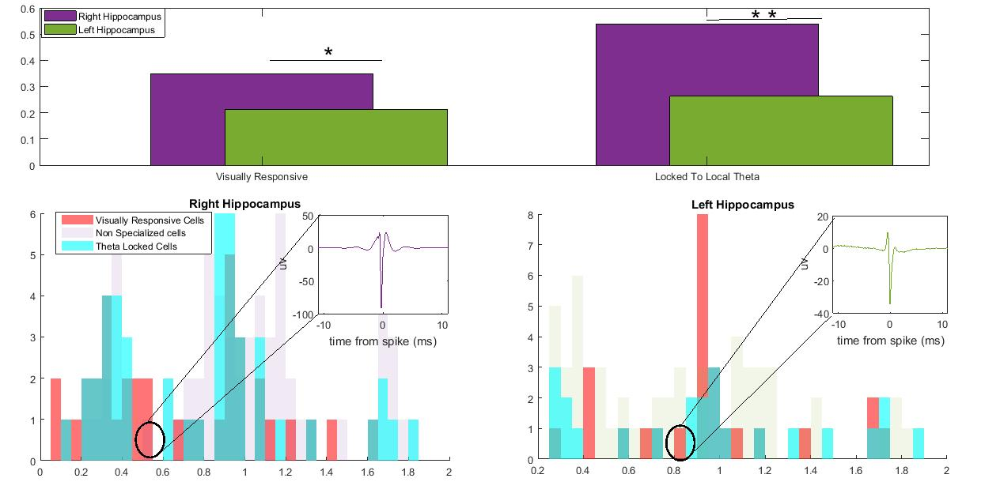 0.6
0.5
0.4
0.3
0.2
0.1
0
Right Hippocampus
Left Hippocampus
*
* *
Visually Responsive
Locked To Local Theta
Right Hippocampus
6
5
4
3
2
1
0
Visually Responsive Cells
Non Specialized cells
Theta Locked Cells
50
0
-50
-100
uv
-10 0 10
time from spike (ms)
0 0.2 0.4 0.6 0.8 1 1.2 1.4 1.6 1.8 2
Left Hippocampus
8
7
6
5
4
3
2
1
0
20
0
-20
-40
uv
-10 0 10
time from spike (ms)
0.2 0.4 0.6 0.8 1 1.2 1.4 1.6 1.8 2